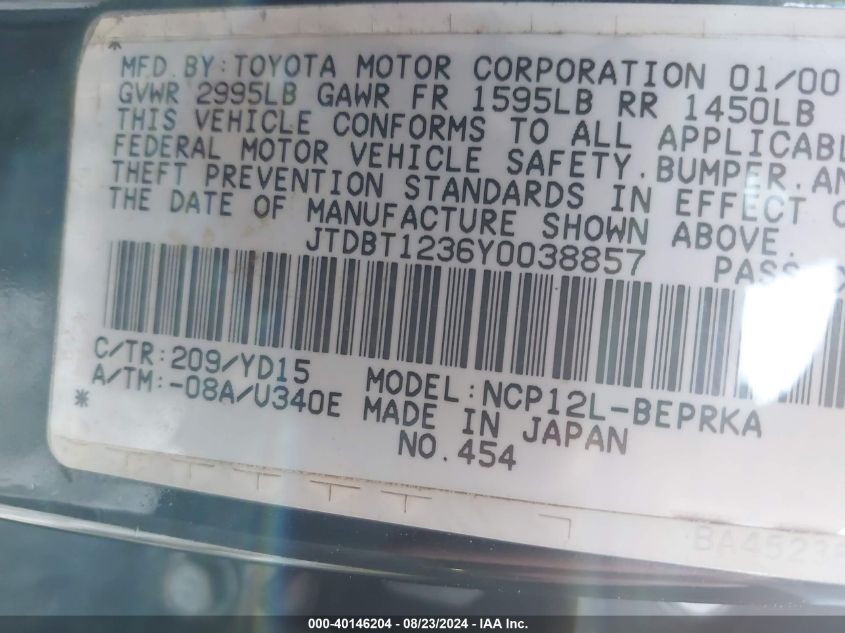 MFD. BY: TOYOTA MOTOR CORPORATION 01/00
GVWR 2995LB GAWR FR 1595LB RR 1450LB
THIS VEHICLE CONFORMS TO ALL APPLICABL
FEDERAL MOTOR VEHICLE SAFETY. BUMPER. AN
THEFT PREVENTION STANDARDS IN EFFECT O
THE DATE OF MANUFACTURE SHOWN ABOVE.
JTDBT1236Y0038857 PASS
C/TR: 209/YD15 MODEL: NCP12L-BEPRKA
A/TM: -08A/U340E MADE IN JAPAN
NO. 454
000-40146204 - 08/23/2024 - IAA Inc.